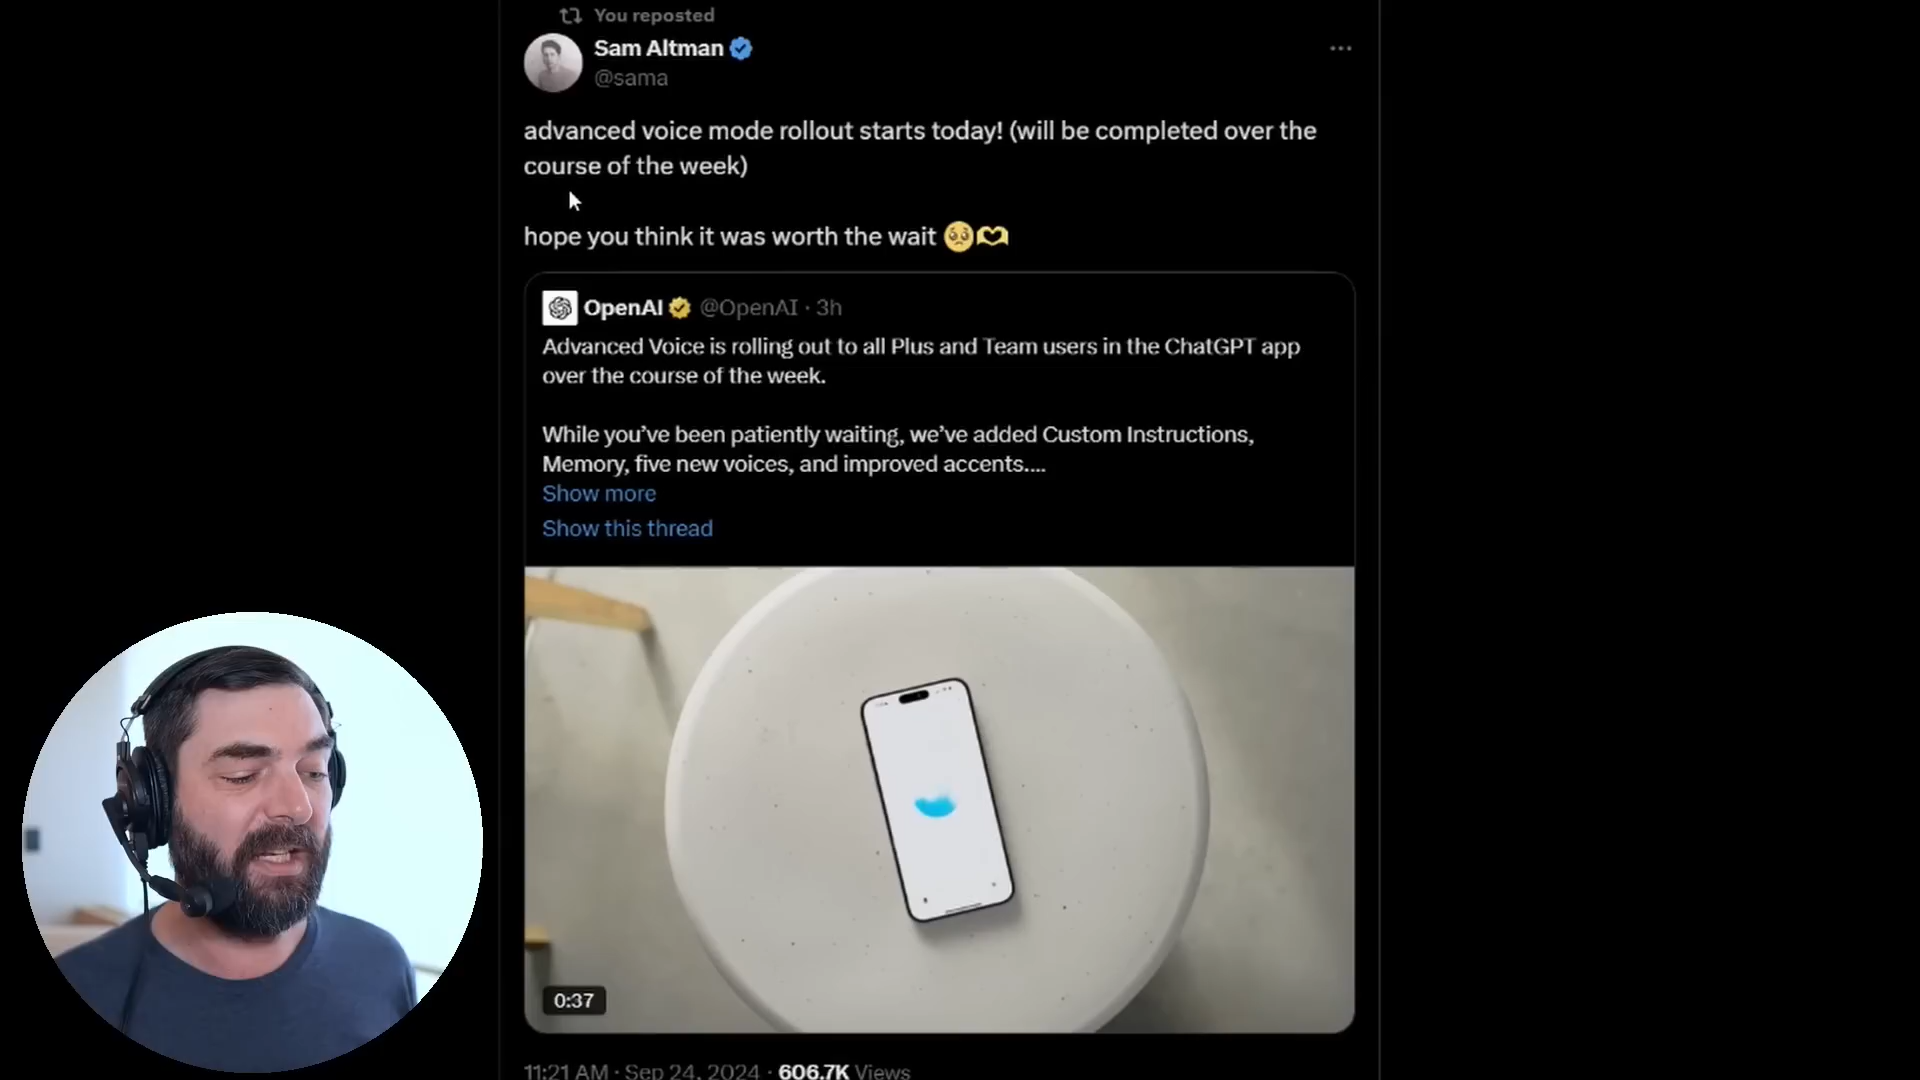 You reposted
Sam Altman
@sama
advanced voice mode rollout starts today! (will be completed over the
course of the week)
hope you think it was worth the wait 🥹🫶
OpenAI @OpenAI · 3h
Advanced Voice is rolling out to all Plus and Team users in the ChatGPT app
over the course of the week.
While you’ve been patiently waiting, we’ve added Custom Instructions,
Memory, five new voices, and improved accents....
Show more
Show this thread
0:37
11:21 AM · Sep 24, 2024 · 606.7K Views